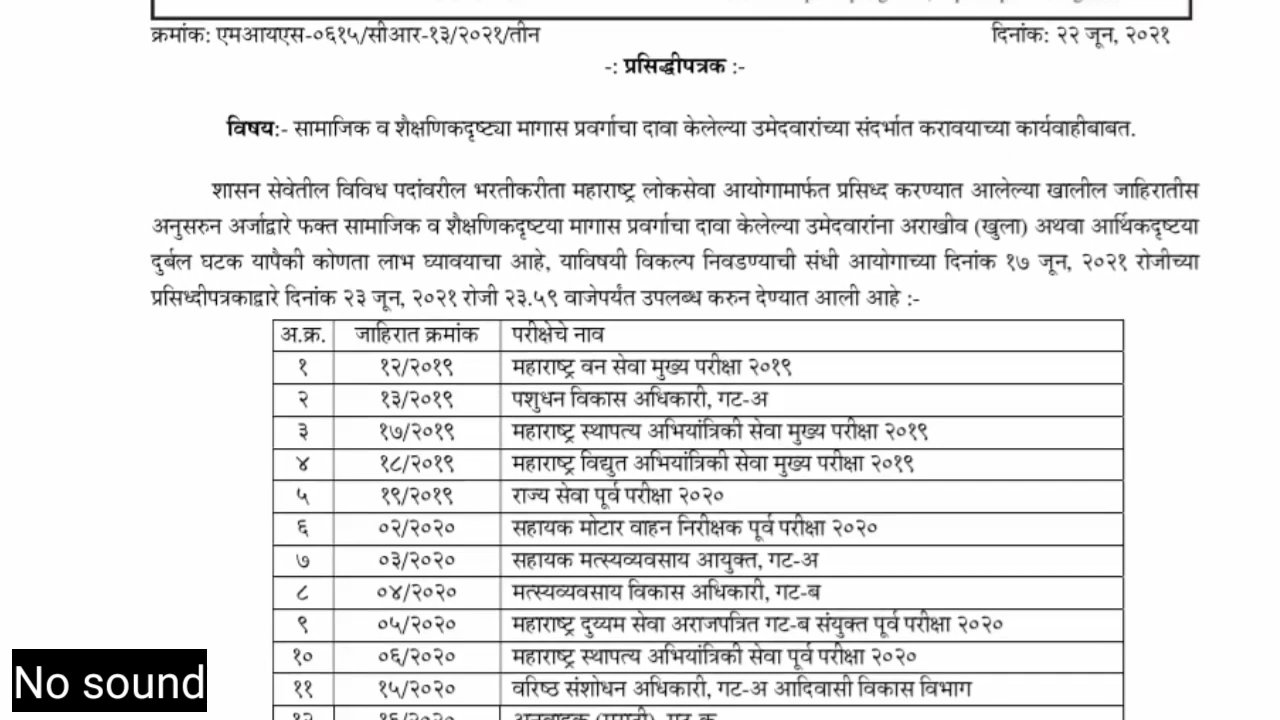 क्रमांक: एमआयएस-०६१५/सीआर-१३/२०२१/तीन दिनांक: २२ जून, २०२१
-: प्रसिद्धीपत्रक :-
विषय:- सामाजिक व शैक्षणिकदृष्ट्या मागास प्रवर्गाचा दावा केलेल्या उमेदवारांच्या संदर्भात करावयाच्या कार्यवाहीबाबत.
शासन सेवेतील विविध पदांवरील भरतीकरीता महाराष्ट्र लोकसेवा आयोगामार्फत प्रसिध्द करण्यात आलेल्या खालील जाहिरातीस
अनुसरुन अर्जाद्वारे फक्त सामाजिक व शैक्षणिकदृष्टया मागास प्रवर्गाचा दावा केलेल्या उमेदवारांना अराखीव (खुला) अथवा आर्थिकदृष्टया
दुर्बल घटक यापैकी कोणता लाभ घ्यावयाचा आहे, याविषयी विकल्प निवडण्याची संधी आयोगाच्या दिनांक १७ जून, २०२१ रोजीच्या
प्रसिध्दीपत्रकाद्वारे दिनांक २३ जून, २०२१ रोजी २३.५९ वाजेपर्यंत उपलब्ध करुन देण्यात आली आहे :-
अ.क्र. जाहिरात क्रमांक परीक्षेचे नाव
१ १२/२०१९ महाराष्ट्र वन सेवा मुख्य परीक्षा २०१९
२ १३/२०१९ पशुधन विकास अधिकारी, गट-अ
३ १७/२०१९ महाराष्ट्र स्थापत्य अभियांत्रिकी सेवा मुख्य परीक्षा २०१९
४ १८/२०१९ महाराष्ट्र विद्युत अभियांत्रिकी सेवा मुख्य परीक्षा २०१९
५ १९/२०१९ राज्य सेवा पूर्व परीक्षा २०२०
६ ०२/२०२० सहायक मोटार वाहन निरीक्षक पूर्व परीक्षा २०२०
७ ०३/२०२० सहायक मत्स्यव्यवसाय आयुक्त, गट-अ
८ ०४/२०२० मत्स्यव्यवसाय विकास अधिकारी, गट-ब
९ ०५/२०२० महाराष्ट्र दुय्यम सेवा अराजपत्रित गट-ब संयुक्त पूर्व परीक्षा २०२०
१० ०६/२०२० महाराष्ट्र स्थापत्य अभियांत्रिकी सेवा पूर्व परीक्षा २०२०
११ १५/२०२० वरिष्ठ संशोधन अधिकारी, गट-अ आदिवासी विकास विभाग
No sound